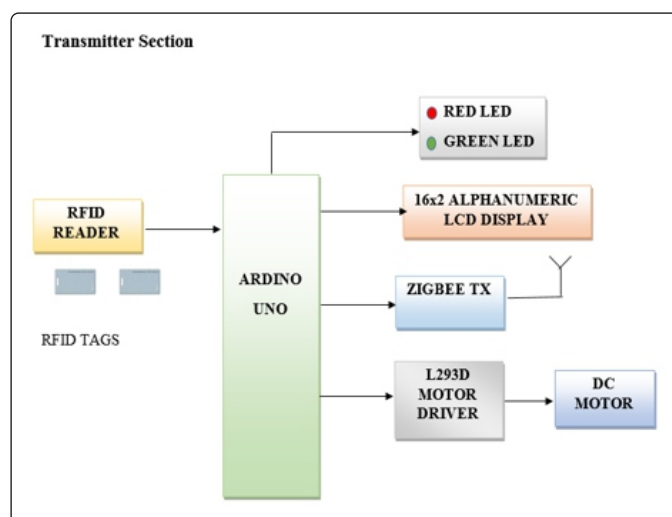 Transmitter Section
RED LED
GREEN LED
RFID
READER
16x2 ALPHANUMERIC
LCD DISPLAY
ARDINO
UNO
ZIGBEE TX
RFID TAGS
L293D
MOTOR
DRIVER
DC
MOTOR